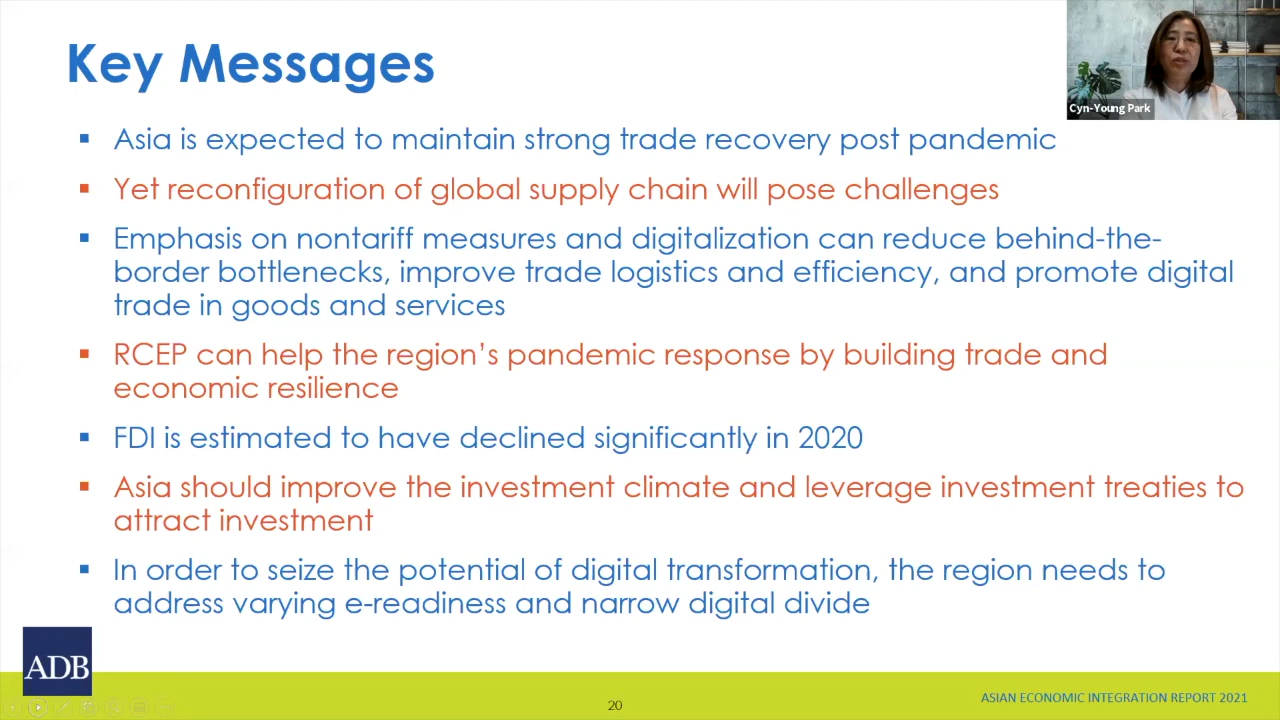 Key Messages
Cyn-Young Park
▪ Asia is expected to maintain strong trade recovery post pandemic
▪ Yet reconfiguration of global supply chain will pose challenges
▪ Emphasis on nontariff measures and digitalization can reduce behind-the-
border bottlenecks, improve trade logistics and efficiency, and promote digital
trade in goods and services
▪ RCEP can help the region’s pandemic response by building trade and
economic resilience
▪ FDI is estimated to have declined significantly in 2020
▪ Asia should improve the investment climate and leverage investment treaties to
attract investment
▪ In order to seize the potential of digital transformation, the region needs to
address varying e-readiness and narrow digital divide
ADB
20
ASIAN ECONOMIC INTEGRATION REPORT 2021